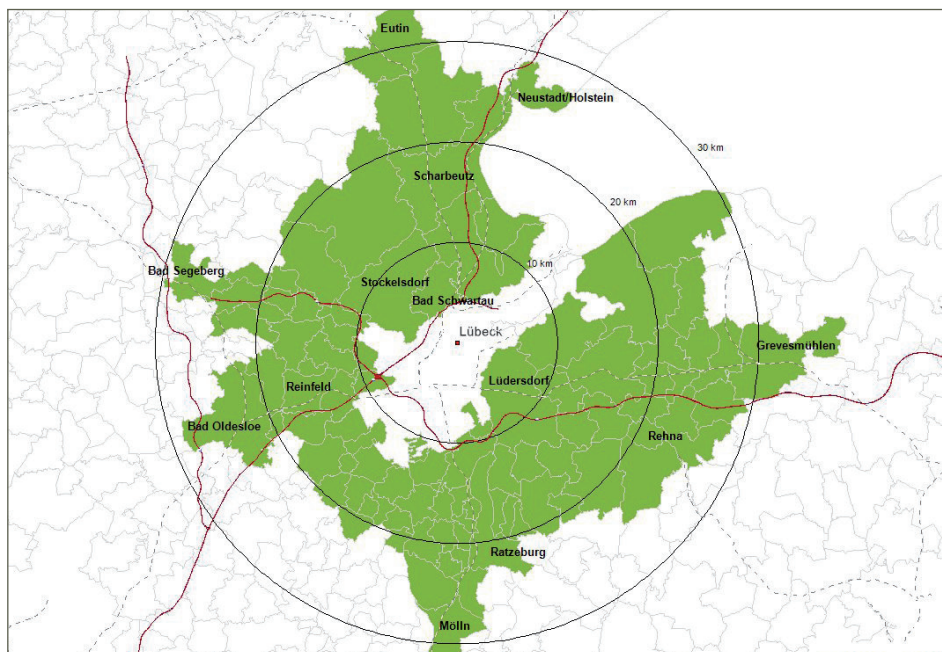 Eutin
Neustadt/Holstein
30 km
Scharbeutz
20 km
10 km
Bad Segeberg
Stockelsdorf
Bad Schwartau
Lübeck
Grevesmühlen
Lüdersdorf
Reinfeld
Bad Oldesloe
Rehna
Ratzeburg
Mölln